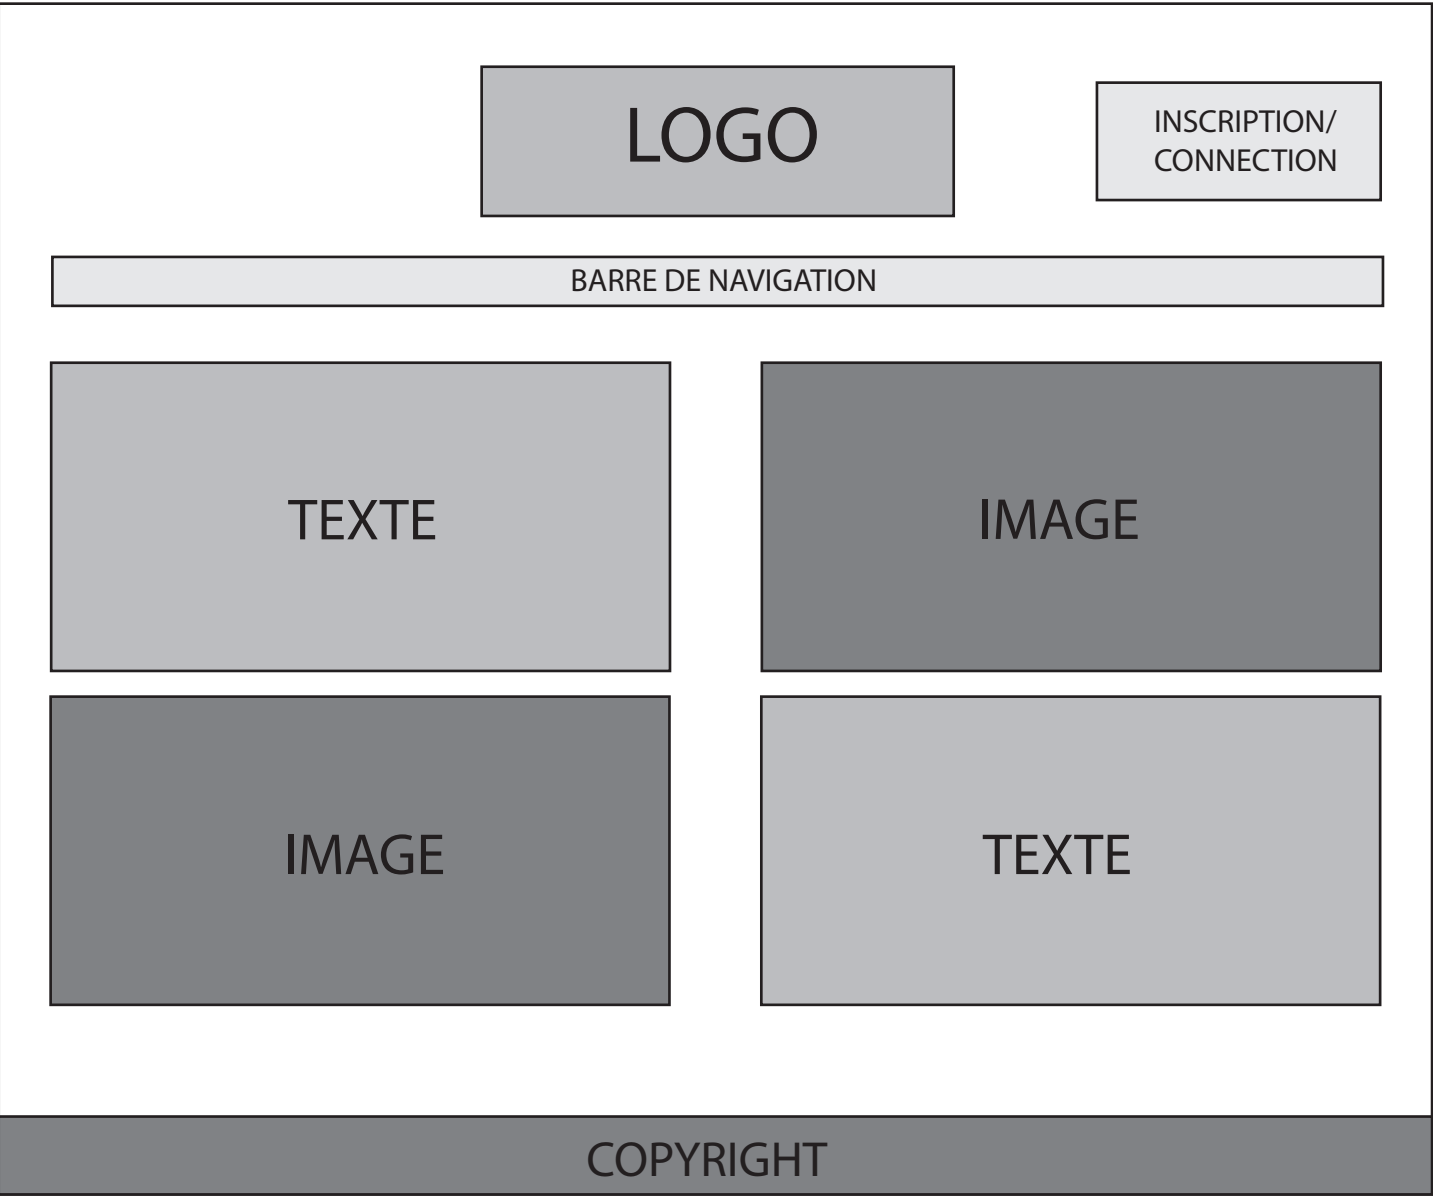 LOGO
INSCRIPTION/
CONNECTION
BARRE DE NAVIGATION
TEXTE
IMAGE
IMAGE
TEXTE
COPYRIGHT